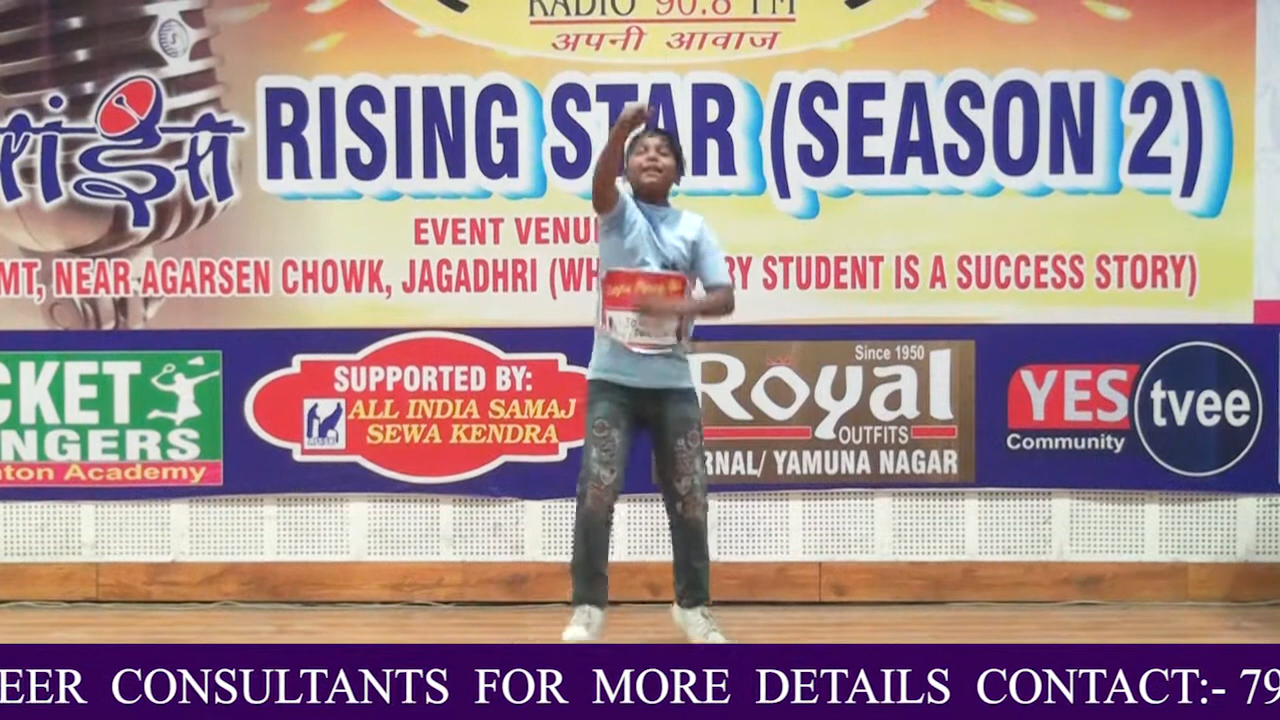 RADIO 90.8 FM
अपनी आवाज
RISING STAR (SEASON 2)
EVENT VENU
MT, NEAR AGARSEN CHOWK, JAGADHRI (WH RY STUDENT IS A SUCCESS STORY)
CKET
NGERS
ton Academy
SUPPORTED BY:
ALL INDIA SAMAJ
SEWA KENDRA
Since 1950
Royal
OUTFITS
RNAL/ YAMUNA NAGAR
YES
Community
tvee
EER CONSULTANTS FOR MORE DETAILS CONTACT:- 79